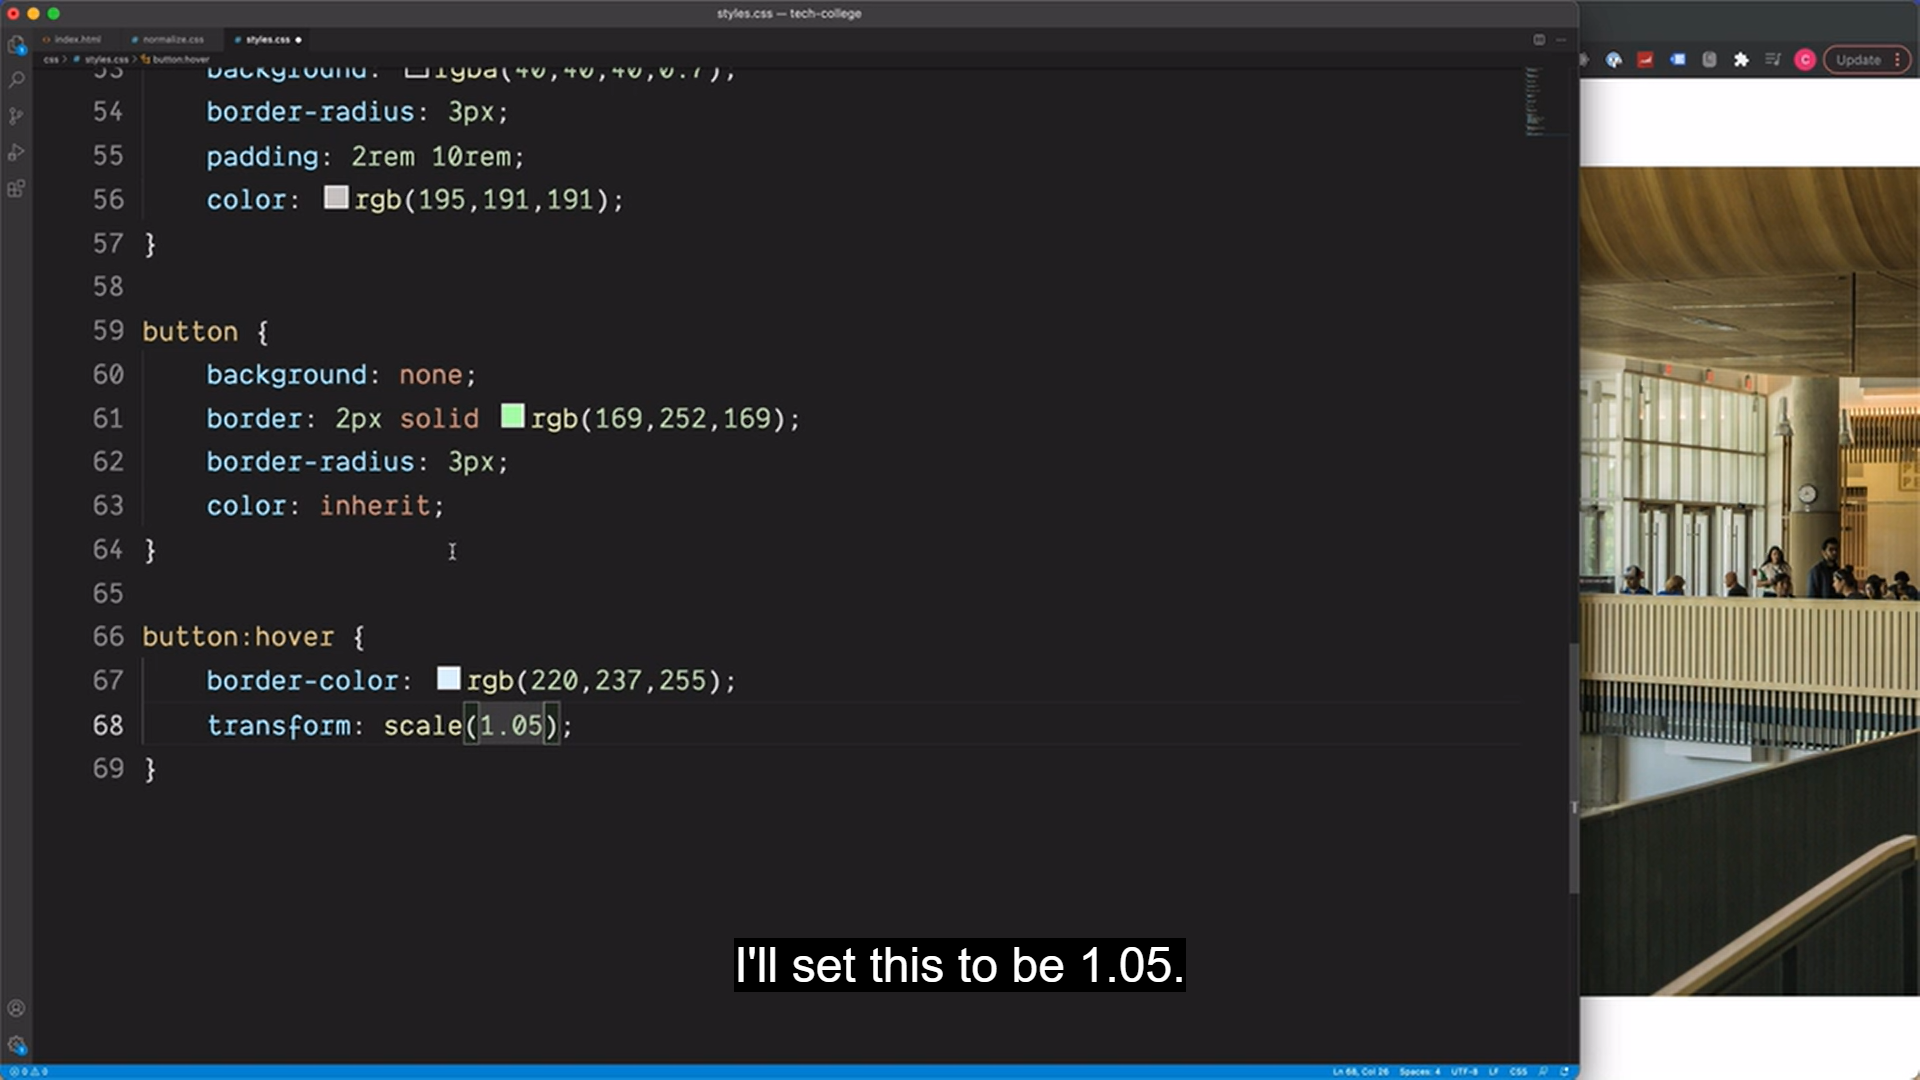 styles.css — tech-college
index.html normalize.css styles.css
css > # styles.css > button:hover
Update
C
53 background: rgba(40,40,40,0.7);
54 border-radius: 3px;
55 padding: 2rem 10rem;
56 color: rgb(195,191,191);
57 }
58
59 button {
60 background: none;
61 border: 2px solid rgb(169,252,169);
62 border-radius: 3px;
63 color: inherit;
64 }
65
66 button:hover {
67 border-color: rgb(220,237,255);
68 transform: scale(1.05);
69 }
I'll set this to be 1.05.
0 0 Ln 68, Col 26 Spaces: 4 UTF-8 LF CSS